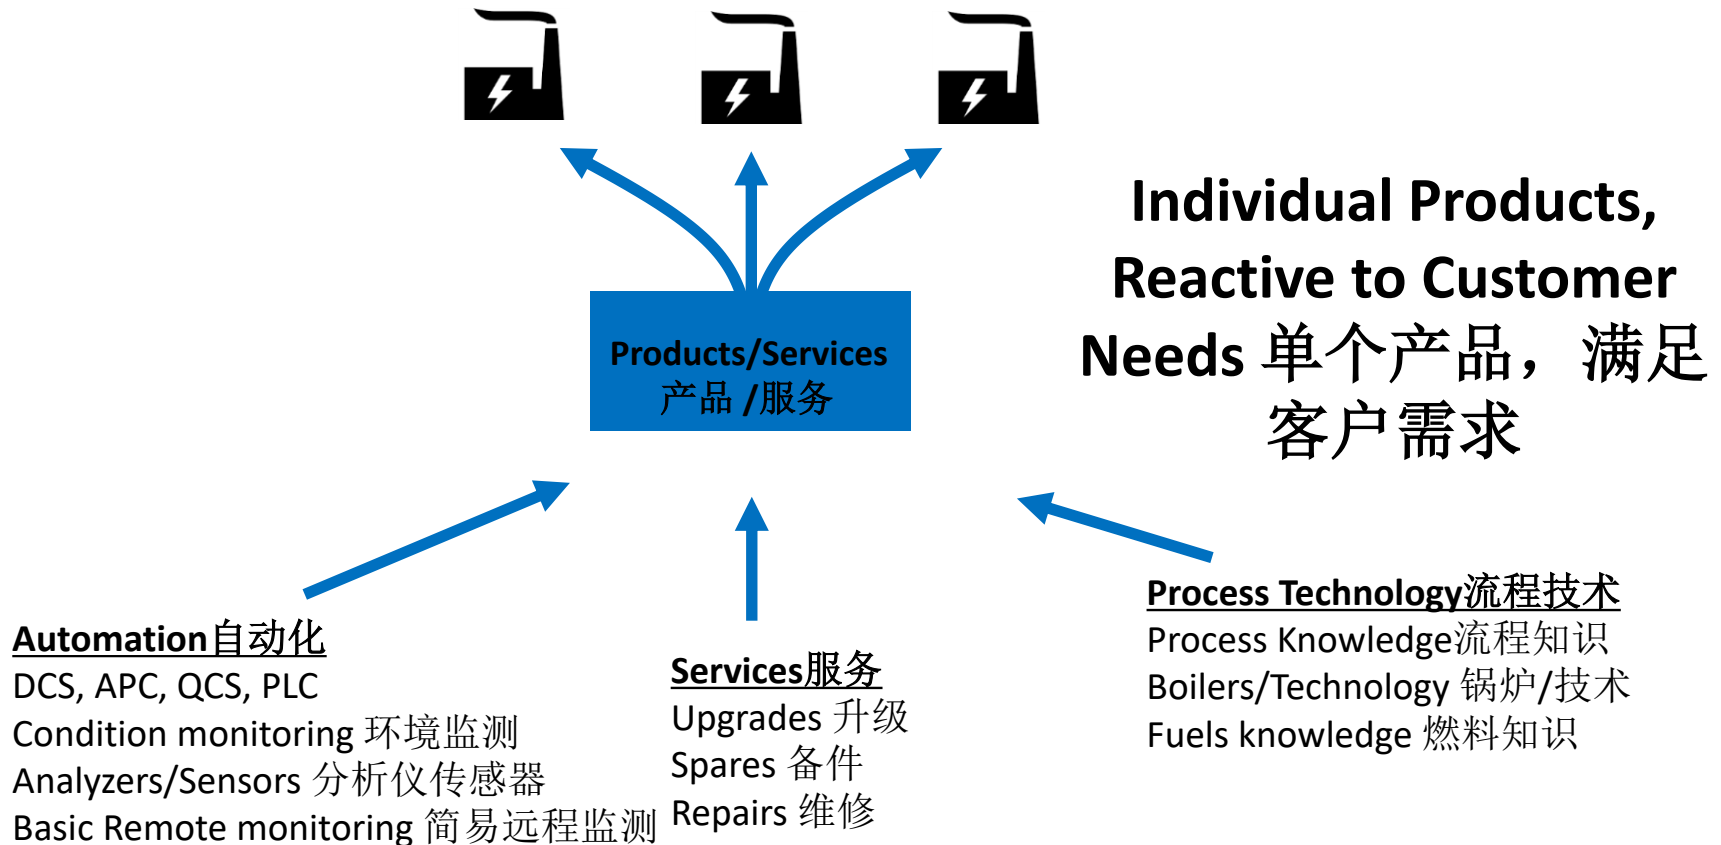 Individual Products,
Reactive to Customer
Needs 单个产品，满足
客户需求
Products/Services
产品 /服务
Automation自动化
DCS, APC, QCS, PLC
Condition monitoring 环境监测
Analyzers/Sensors 分析仪传感器
Basic Remote monitoring 简易远程监测
Services服务
Upgrades 升级
Spares 备件
Repairs 维修
Process Technology流程技术
Process Knowledge流程知识
Boilers/Technology 锅炉/技术
Fuels knowledge 燃料知识